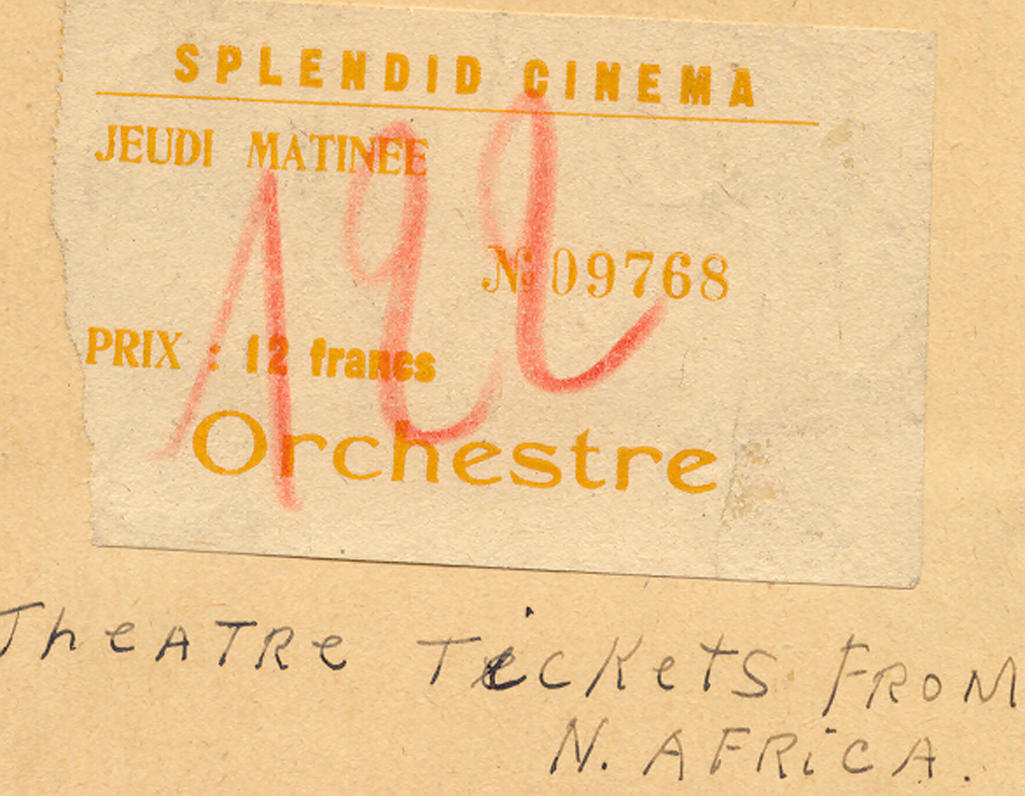 SPLENDID CINEMA
JEUDI MATINEE
122
№ 09768
PRIX : 12 francs
Orchestre
THEATRE TicKeTS FROM
N. AFRiCA.